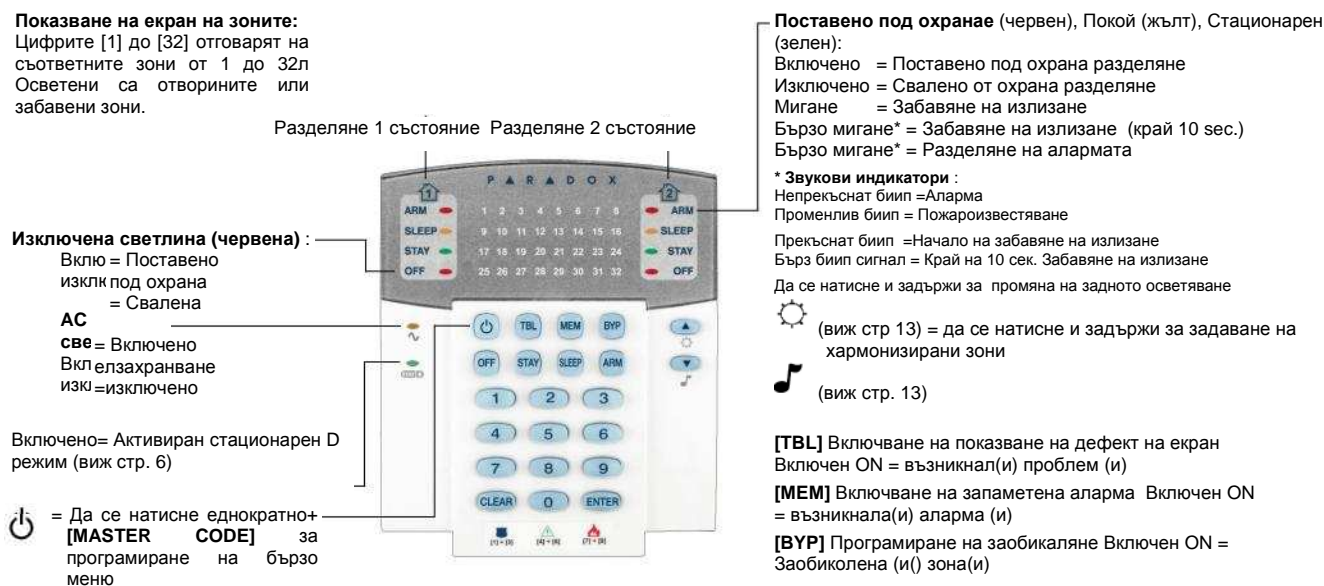 Показване на екран на зоните:
Цифрите [1] до [32] отговарят на
съответните зони от 1 до 32л
Осветени са отворините или
забавени зони.
Разделяне 1 състояние Разделяне 2 състояние
Изключена светлина (червена) :
Вклю = Поставено
изклк под охрана
= Свалена
AC
све = Включено
Вкл елзахранване
изкl =изключено
Включено= Активиран стационарен D
режим (виж стр. 6)
= Да се натисне еднократно+
[MASTER CODE] за
програмиране на бързо
меню
PARADOX
1 2
ARM 1 2 3 4 5 6 7 8 ARM
SLEEP 9 10 11 12 13 14 15 16 SLEEP
STAY 17 18 19 20 21 22 23 24 STAY
OFF 25 26 27 28 29 30 31 32 OFF
TBL MEM BYP
OFF STAY SLEEP ARM
1 2 3
4 5 6
7 8 9
CLEAR 0 ENTER
[1] + [3] [4] + [6] [7] + [9]
Поставено под охранае (червен), Покой (жълт), Стационарен
(зелен):
Включено = Поставено под охрана разделяне
Изключено = Свалено от охрана разделяне
Мигане = Забавяне на излизане
Бързо мигане* = Забавяне на излизане (край 10 sec.)
Бързо мигане* = Разделяне на алармата
* Звукови индикатори :
Непрекъснат биип =Аларма
Променлив биип = Пожароизвестяване
Прекъснат биип =Начало на забавяне на излизане
Бърз биип сигнал = Край на 10 сек. Забавяне на излизане
Да се натисне и задържи за промяна на задното осветяване
(виж стр 13) = да се натисне и задържи за задаване на
хармонизирани зони
(виж стр. 13)
[TBL] Включване на показване на дефект на екран
Включен ON = възникнал(и) проблем (и)
[MEM] Включване на запаметена аларма Включен ON
= възникнала(и) аларма (и)
[BYP] Програмиране на заобикаляне Включен ON =
Заобиколена (и() зона(и)